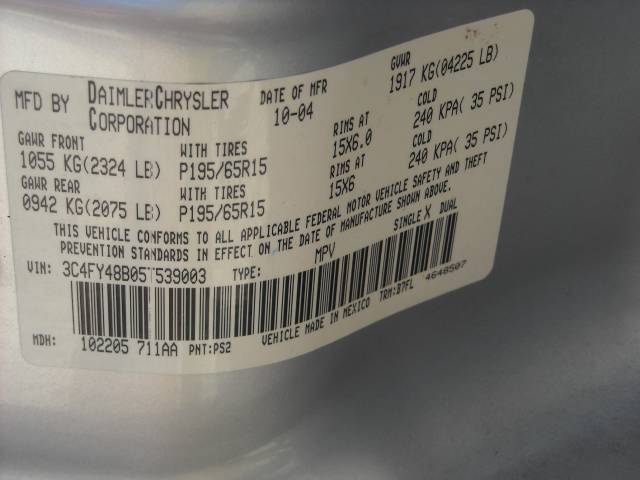 MFD BY DAIMLERCHRYSLER CORPORATION DATE OF MFR 10-04 GVWR 1917 KG(04225 LB)
GAWR FRONT WITH TIRES RIMS AT COLD
1055 KG(2324 LB) P195/65R15 15X6.0 240 KPA( 35 PSI)
GAWR REAR WITH TIRES RIMS AT COLD
0942 KG(2075 LB) P195/65R15 15X6 240 KPA( 35 PSI)
THIS VEHICLE CONFORMS TO ALL APPLICABLE FEDERAL MOTOR VEHICLE SAFETY AND THEFT
PREVENTION STANDARDS IN EFFECT ON THE DATE OF MANUFACTURE SHOWN ABOVE.
VIN: 3C4FY48B05T539003 TYPE: MPV SINGLE X DUAL
MDH: 102205 711AA PNT:PS2 VEHICLE MADE IN MEXICO TRM:B7FL 4648507